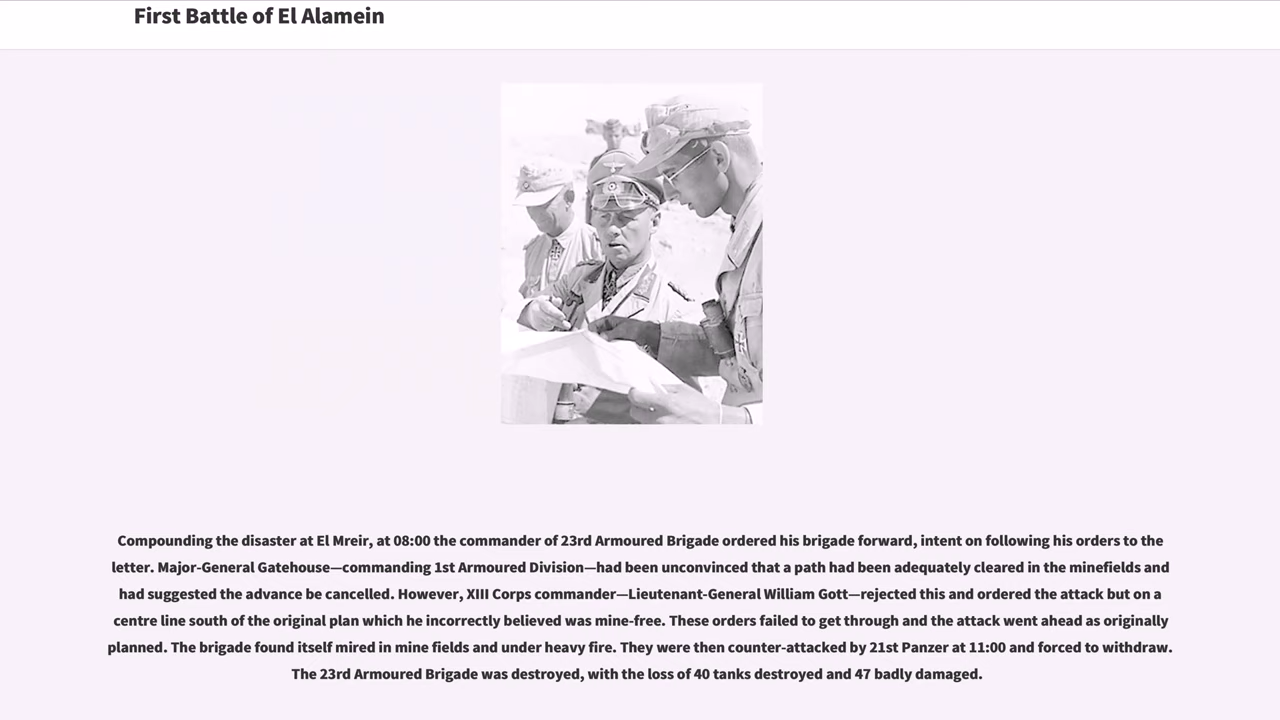 First Battle of El Alamein
Compounding the disaster at El Mreir, at 08:00 the commander of 23rd Armoured Brigade ordered his brigade forward, intent on following his orders to the
letter. Major-General Gatehouse—commanding 1st Armoured Division—had been unconvinced that a path had been adequately cleared in the minefields and
had suggested the advance be cancelled. However, XIII Corps commander—Lieutenant-General William Gott—rejected this and ordered the attack but on a
centre line south of the original plan which he incorrectly believed was mine-free. These orders failed to get through and the attack went ahead as originally
planned. The brigade found itself mired in mine fields and under heavy fire. They were then counter-attacked by 21st Panzer at 11:00 and forced to withdraw.
The 23rd Armoured Brigade was destroyed, with the loss of 40 tanks destroyed and 47 badly damaged.